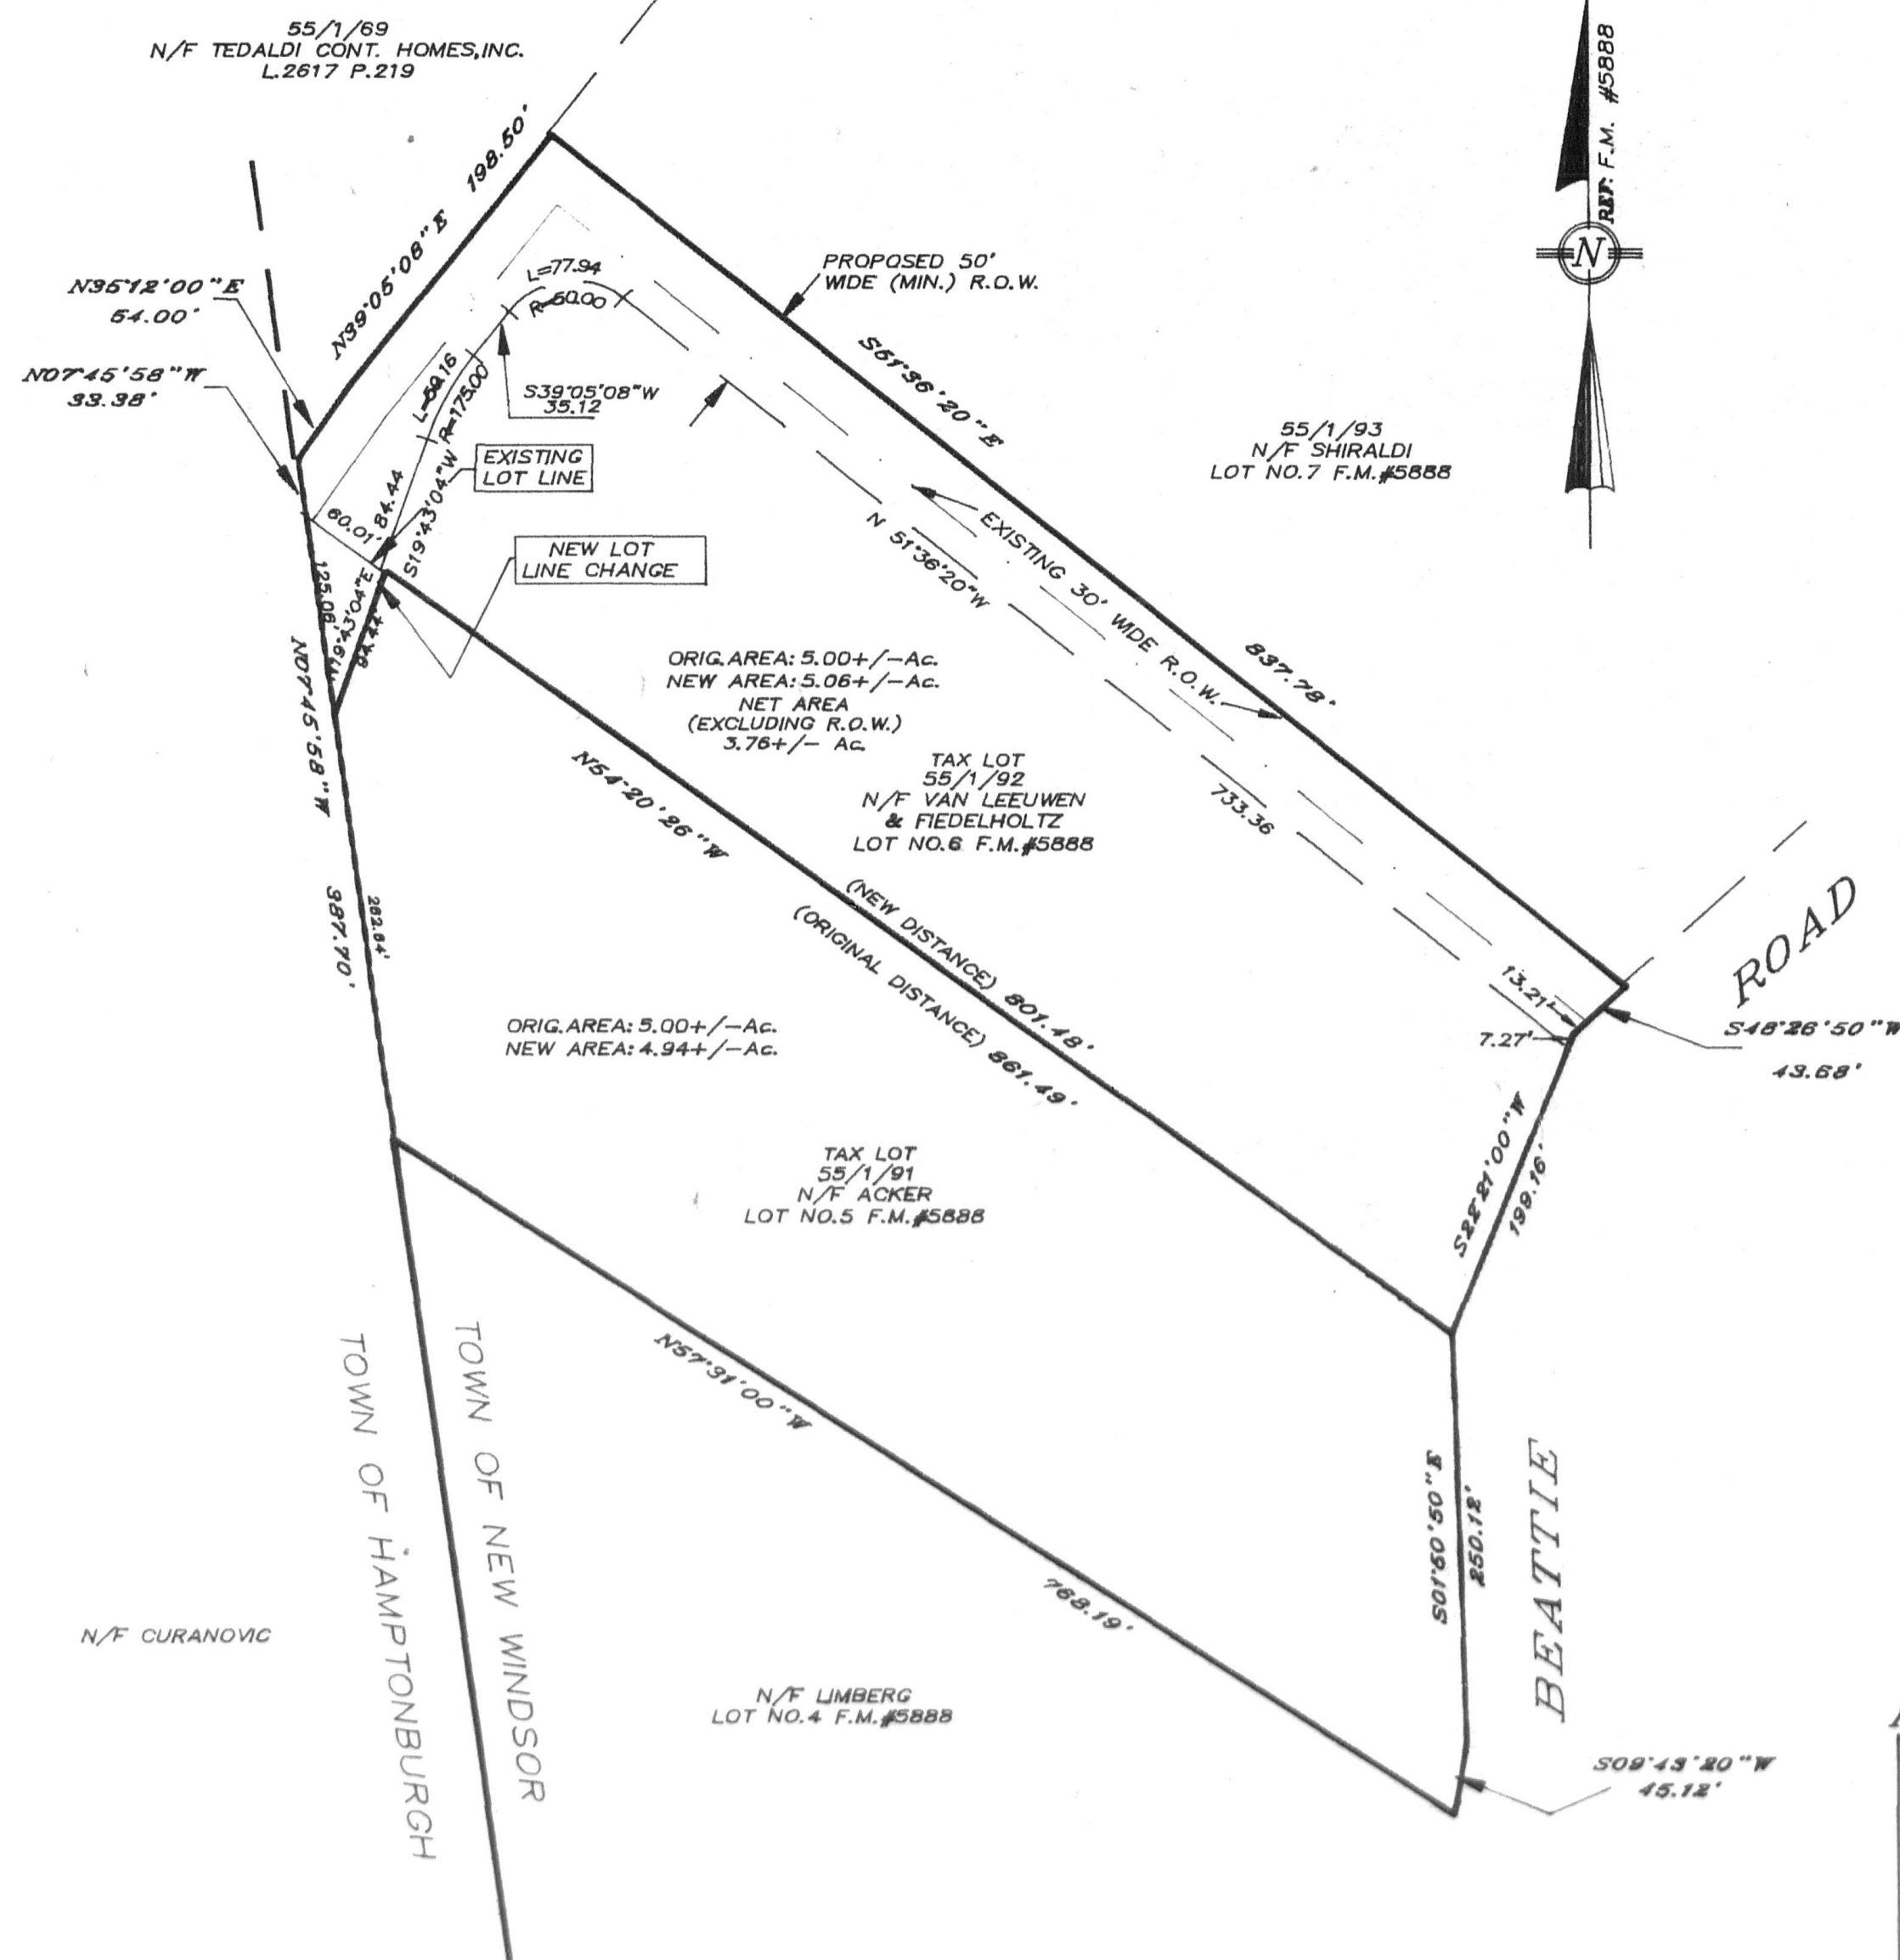 55/1/69
N/F TEDALDI CONT. HOMES,INC.
L.2617 P.219
REF: F.M. #5888
N
198.50'
N39°05'08"E
N35°12'00"E
54.00'
N07°45'58"W
33.38'
L=77.94
R=50.00
PROPOSED 50'
WIDE (MIN.) R.O.W.
S51°36'20"E
L=59.16
R=175.00
S39°05'08"W
35.12
55/1/93
N/F SHIRALDI
LOT NO.7 F.M.#5888
EXISTING
LOT LINE
60.01'
84.44
S19°43'04"W
N 51°36'20"W
EXISTING 30' WIDE R.O.W.
NEW LOT
LINE CHANGE
125.06'
N19°43'04"E
94.44'
N07°45'58"W
ORIG.AREA: 5.00+/-Ac.
NEW AREA: 5.06+/-Ac.
NET AREA
(EXCLUDING R.O.W.)
3.76+/- Ac.
837.78'
N54°20'26"W
TAX LOT
55/1/92
N/F VAN LEEUWEN
& FIEDELHOLTZ
LOT NO.6 F.M.#5888
733.36
(NEW DISTANCE) 801.48'
(ORIGINAL DISTANCE) 861.49'
387.70'
262.64'
ROAD
13.21'
7.27'
S48°26'50"W
43.68'
ORIG.AREA: 5.00+/-Ac.
NEW AREA: 4.94+/-Ac.
S22°21'00"W
199.16'
TAX LOT
55/1/91
N/F ACKER
LOT NO.5 F.M.#5888
TOWN OF HAMPTONBURGH
TOWN OF NEW WINDSOR
N57°31'00"W
768.19'
S01°50'50"E
250.12'
BEATTIE
N/F CURANOVIC
N/F LIMBERG
LOT NO.4 F.M.#5888
S09°43'20"W
45.12'